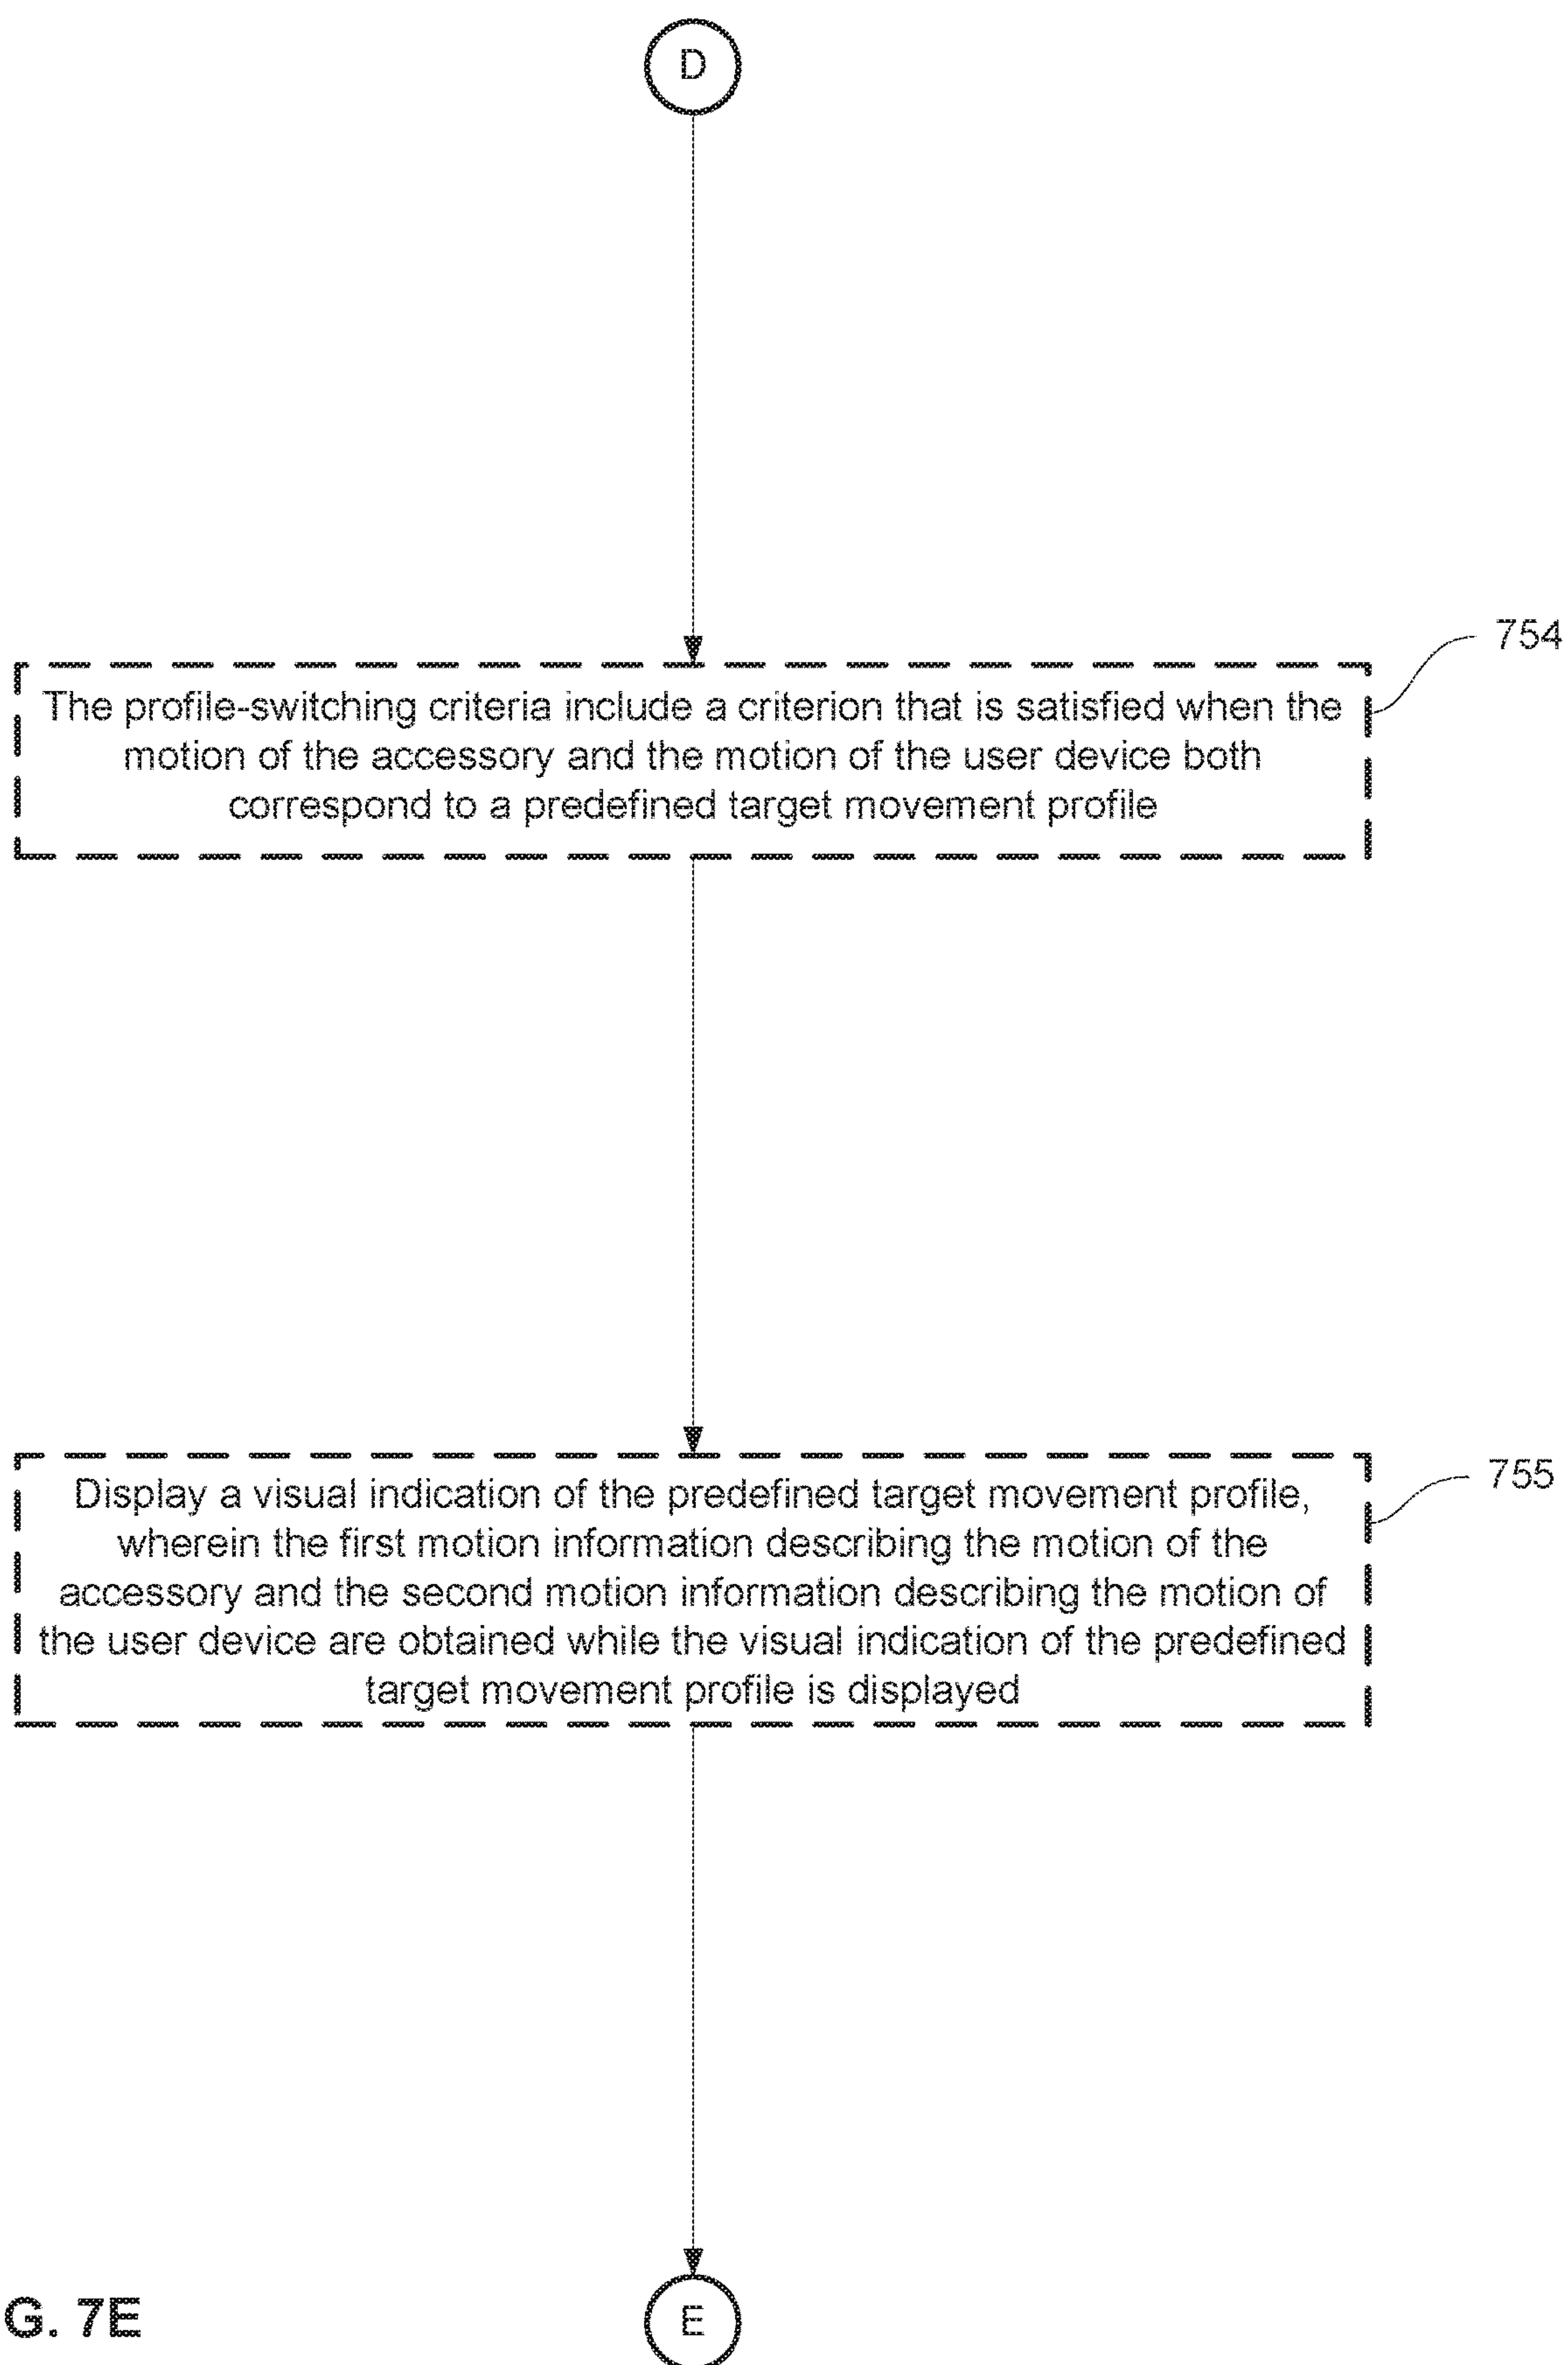 D
754
The profile-switching criteria include a criterion that is satisfied when the
motion of the accessory and the motion of the user device both
correspond to a predefined target movement profile
755
Display a visual indication of the predefined target movement profile,
wherein the first motion information describing the motion of the
accessory and the second motion information describing the motion of
the user device are obtained while the visual indication of the predefined
target movement profile is displayed
G. 7E
E